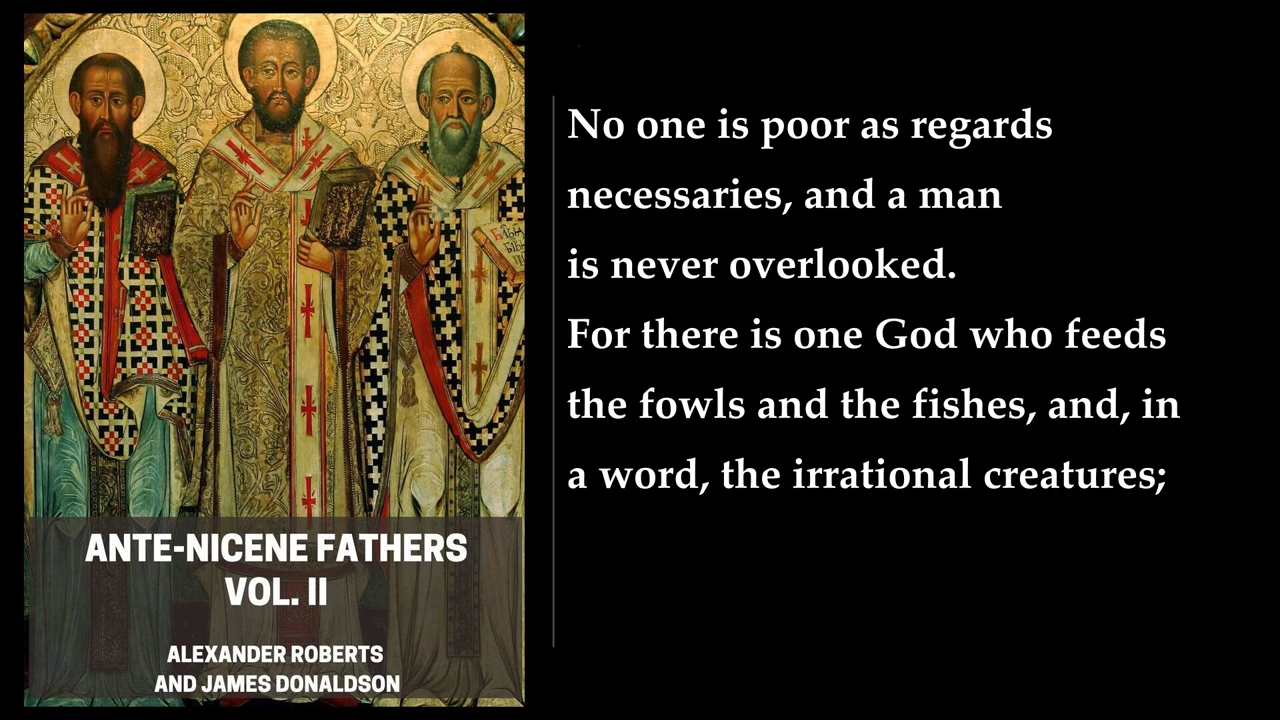 No one is poor as regards
necessaries, and a man
is never overlooked.
For there is one God who feeds
the fowls and the fishes, and, in
a word, the irrational creatures;
ANTE-NICENE FATHERS
VOL. II
ALEXANDER ROBERTS
AND JAMES DONALDSON